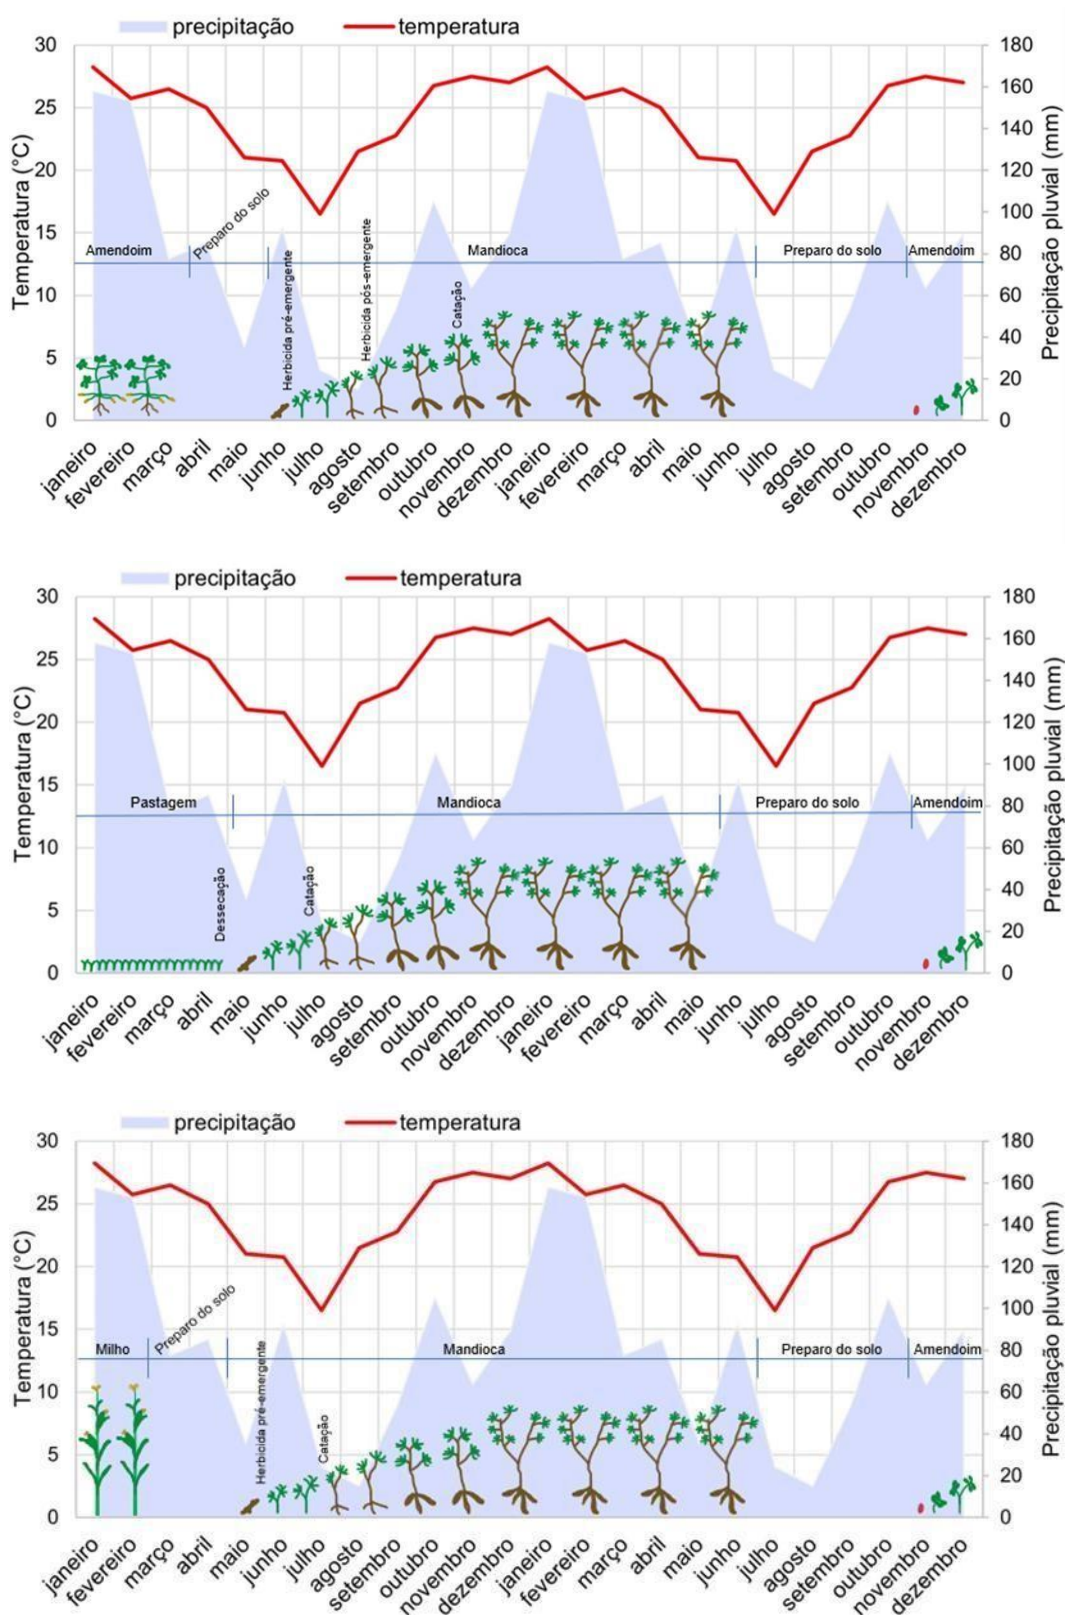 precipitação temperatura
Temperatura (°C)
30
25
20
15
10
5
0
180
160
140
120
100
80
60
40
20
0
Precipitação pluvial (mm)
Amendoim
Preparo do solo
Mandioca
Preparo do solo
Amendoim
Herbicida pré-emergente
Herbicida pós-emergente
Catação
janeiro
fevereiro
março
abril
maio
junho
julho
agosto
setembro
outubro
novembro
dezembro
janeiro
fevereiro
março
abril
maio
junho
julho
agosto
setembro
outubro
novembro
dezembro
precipitação temperatura
Temperatura (°C)
30
25
20
15
10
5
0
180
160
140
120
100
80
60
40
20
0
Precipitação pluvial (mm)
Pastagem
Mandioca
Preparo do solo
Amendoim
Dessecação
Catação
janeiro
fevereiro
março
abril
maio
junho
julho
agosto
setembro
outubro
novembro
dezembro
janeiro
fevereiro
março
abril
maio
junho
julho
agosto
setembro
outubro
novembro
dezembro
precipitação temperatura
Temperatura (°C)
30
25
20
15
10
5
0
180
160
140
120
100
80
60
40
20
0
Precipitação pluvial (mm)
Milho
Preparo do solo
Mandioca
Preparo do solo
Amendoim
Herbicida pré-emergente
Catação
janeiro
fevereiro
março
abril
maio
junho
julho
agosto
setembro
outubro
novembro
dezembro
janeiro
fevereiro
março
abril
maio
junho
julho
agosto
setembro
outubro
novembro
dezembro